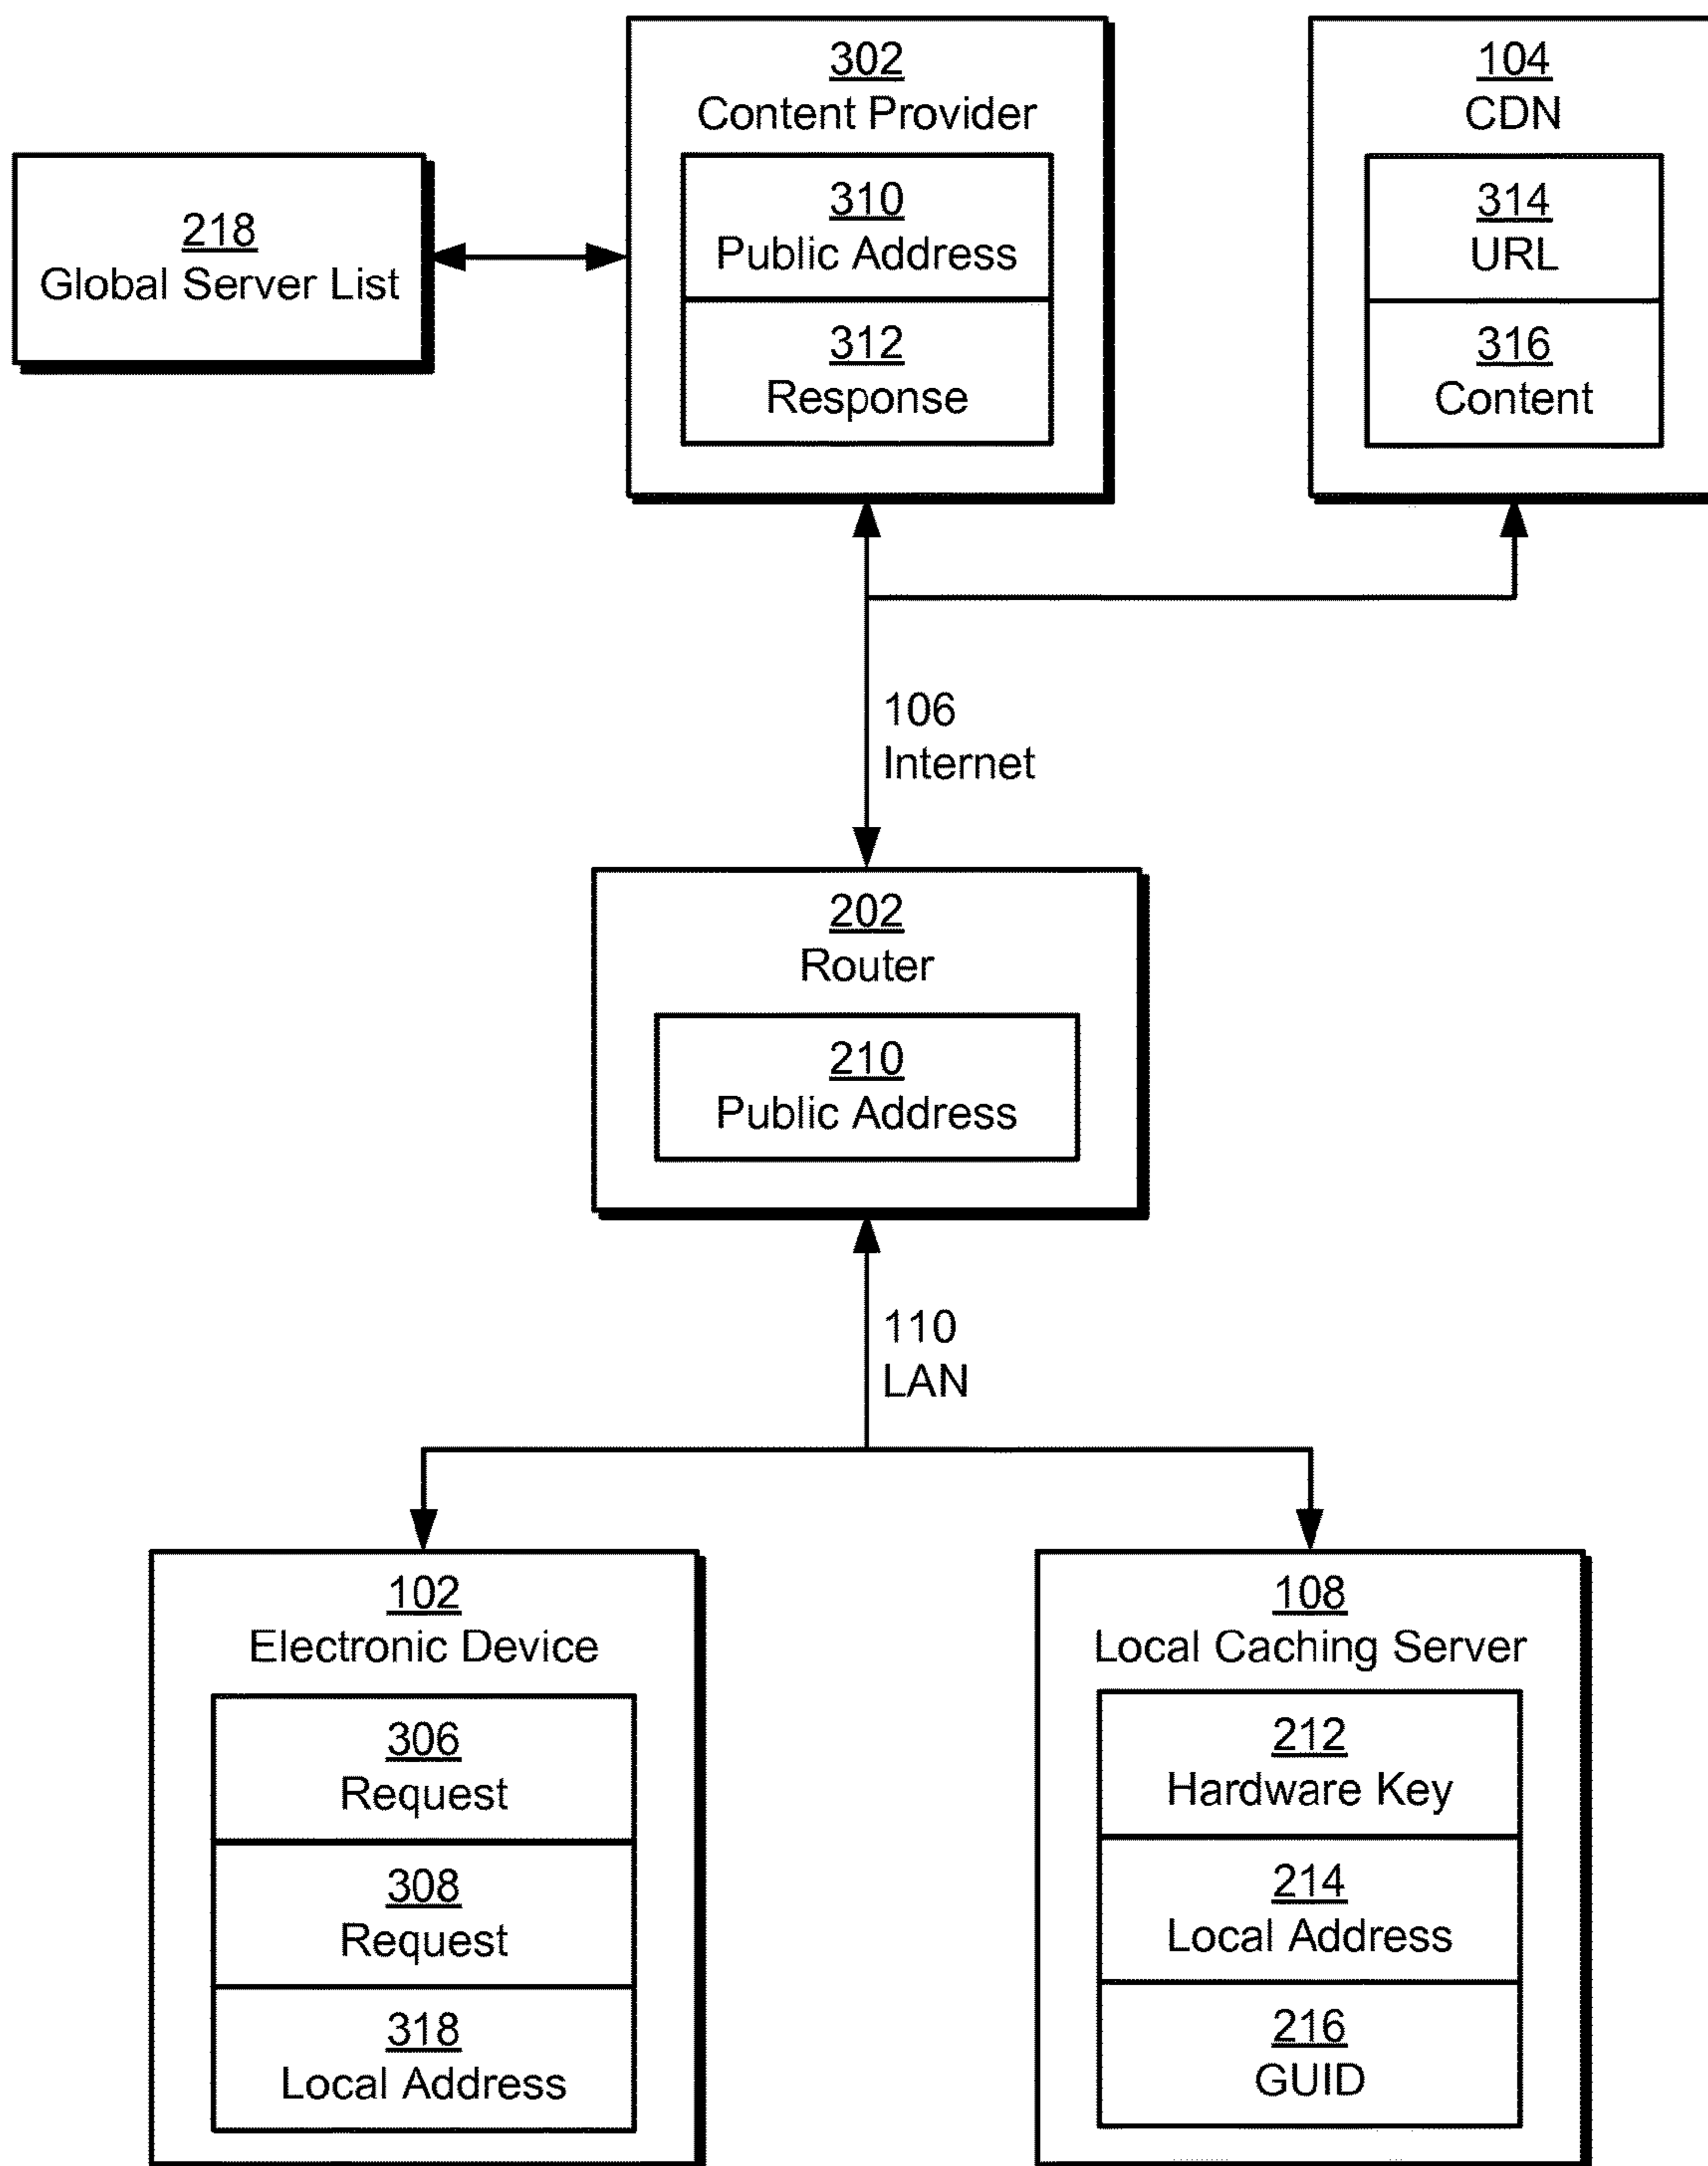 302
Content Provider
310
Public Address
312
Response
104
CDN
314
URL
316
Content
218
Global Server List
106
Internet
202
Router
210
Public Address
110
LAN
102
Electronic Device
306
Request
308
Request
318
Local Address
108
Local Caching Server
212
Hardware Key
214
Local Address
216
GUID